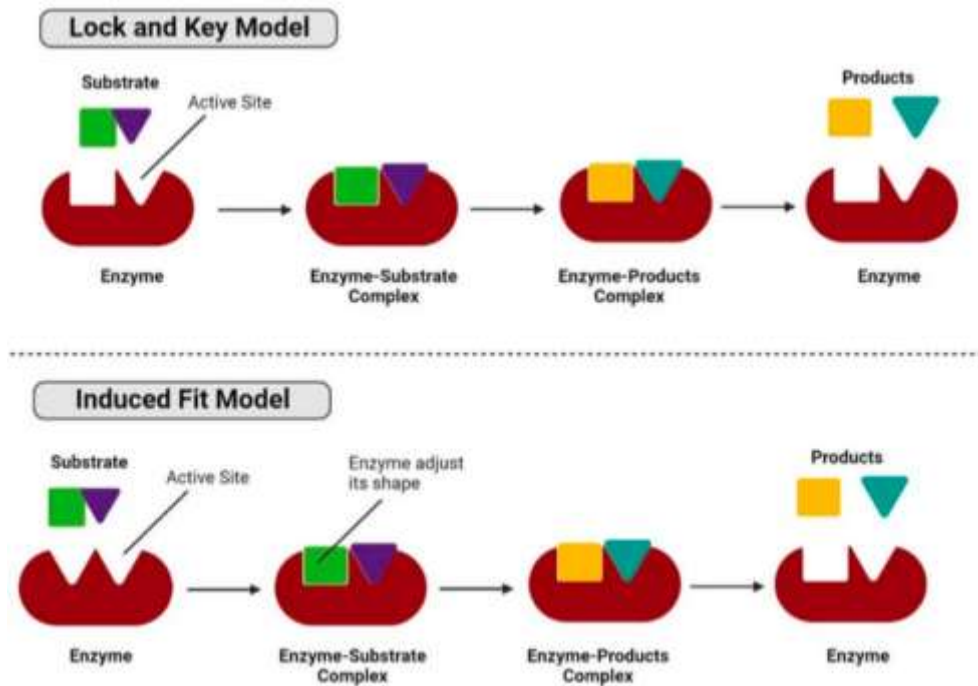 Lock and Key Model
Substrate
Active Site
Products
Enzyme
Enzyme-Substrate
Complex
Enzyme-Products
Complex
Enzyme
Induced Fit Model
Substrate
Active Site
Enzyme adjust
its shape
Products
Enzyme
Enzyme-Substrate
Complex
Enzyme-Products
Complex
Enzyme